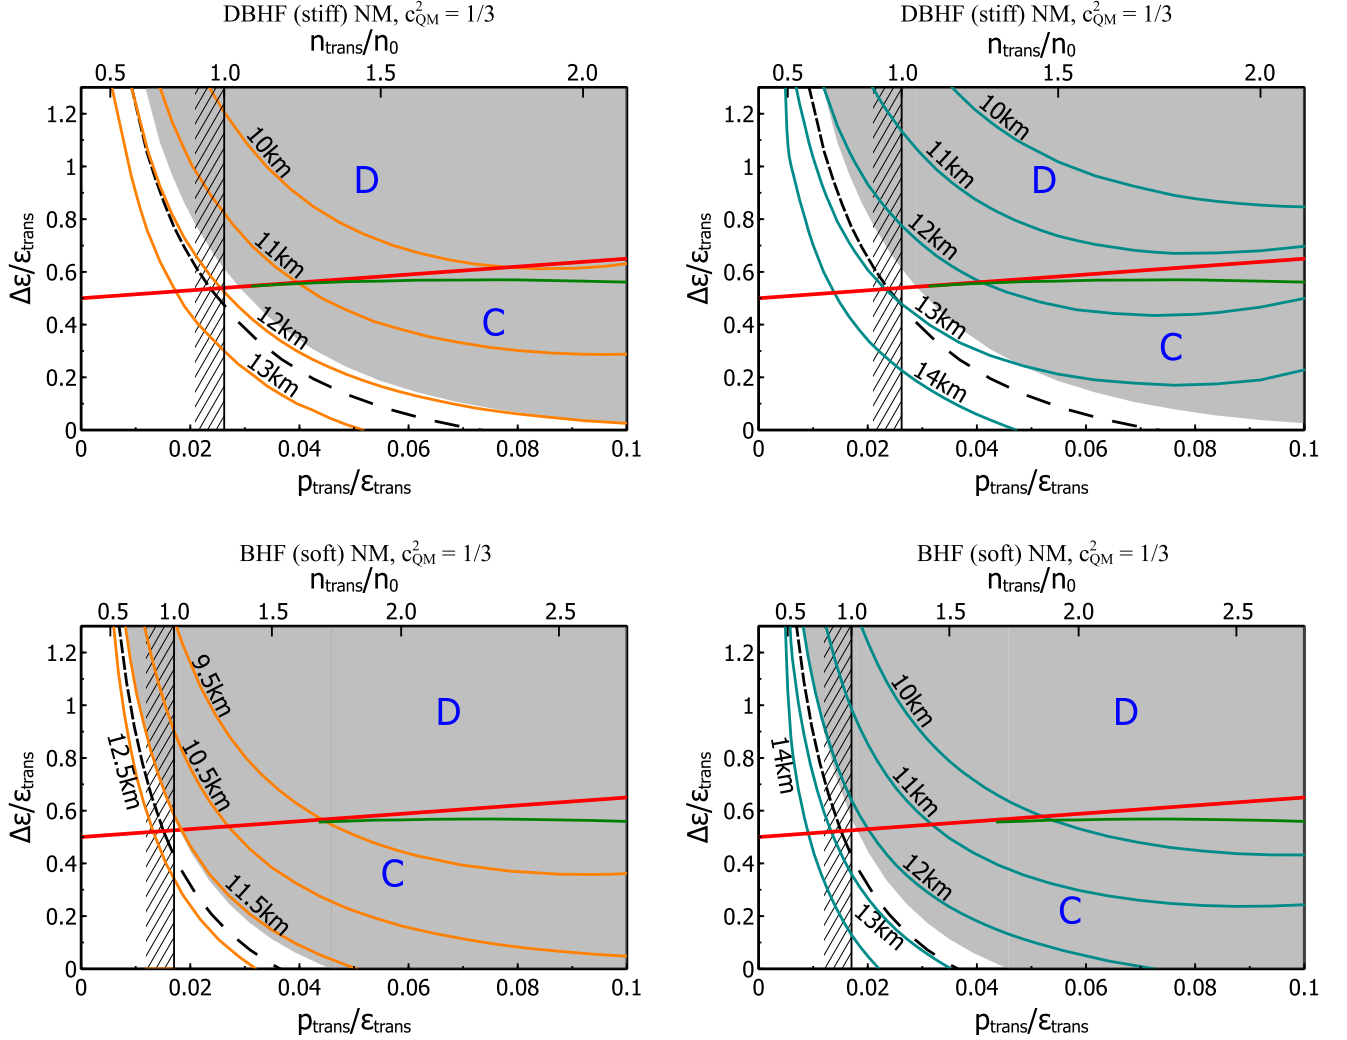 DBHF (stiff) NM, c²QM = 1/3
ntrans/n0
0.5 1.0 1.5 2.0
1.2
1
0.8
0.6
0.4
0.2
0
Δε/εtrans
10km
D
11km
C
12km
13km
0 0.02 0.04 0.06 0.08 0.1
ptrans/εtrans
DBHF (stiff) NM, c²QM = 1/3
ntrans/n0
0.5 1.0 1.5 2.0
1.2
1
0.8
0.6
0.4
0.2
0
Δε/εtrans
10km
11km
D
12km
13km
C
14km
0 0.02 0.04 0.06 0.08 0.1
ptrans/εtrans
BHF (soft) NM, c²QM = 1/3
ntrans/n0
0.5 1.0 1.5 2.0 2.5
1.2
1
0.8
0.6
0.4
0.2
0
Δε/εtrans
9.5km
D
12.5km
10.5km
C
11.5km
0 0.02 0.04 0.06 0.08 0.1
ptrans/εtrans
BHF (soft) NM, c²QM = 1/3
ntrans/n0
0.5 1.0 1.5 2.0 2.5
1.2
1
0.8
0.6
0.4
0.2
0
Δε/εtrans
10km
D
14km
11km
12km
C
13km
0 0.02 0.04 0.06 0.08 0.1
ptrans/εtrans